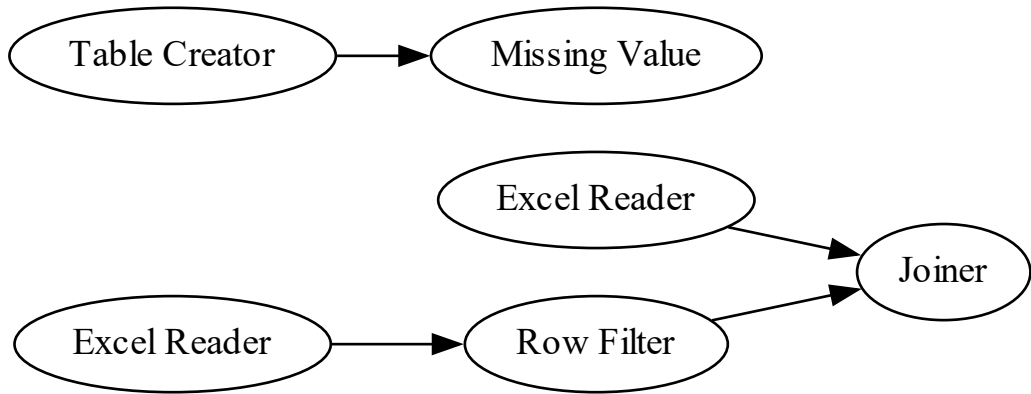 Table Creator
Missing Value
Excel Reader
Joiner
Excel Reader
Row Filter